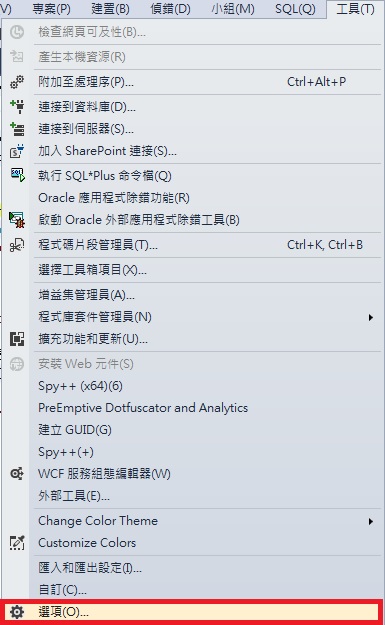 V) 專案(P) 建置(B) 偵錯(D) 小組(M) SQL(Q) 工具(T)
檢查網頁可及性(B)...
產生本機資源(R)
附加至處理序(P)... Ctrl+Alt+P
連接到資料庫(D)...
連接到伺服器(S)...
加入 SharePoint 連接(S)...
執行 SQL*Plus 命令檔(Q)
Oracle 應用程式除錯功能(R)
啟動 Oracle 外部應用程式除錯工具(B)
程式碼片段管理員(T)... Ctrl+K, Ctrl+B
選擇工具箱項目(X)...
增益集管理員(A)...
程式庫套件管理員(N)
擴充功能和更新(U)...
安裝 Web 元件(S)
Spy++ (x64)(6)
PreEmptive Dotfuscator and Analytics
建立 GUID(G)
Spy++(+)
WCF 服務組態編輯器(W)
外部工具(E)...
Change Color Theme
Customize Colors
匯入和匯出設定(I)...
自訂(C)...
選項(O)...